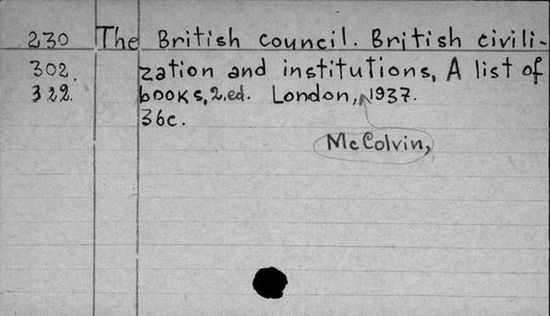 230 The British council. British civili-
302. zation and institutions, A list of
322. books, 2.ed. London, 1937.
36c.
McColvin,